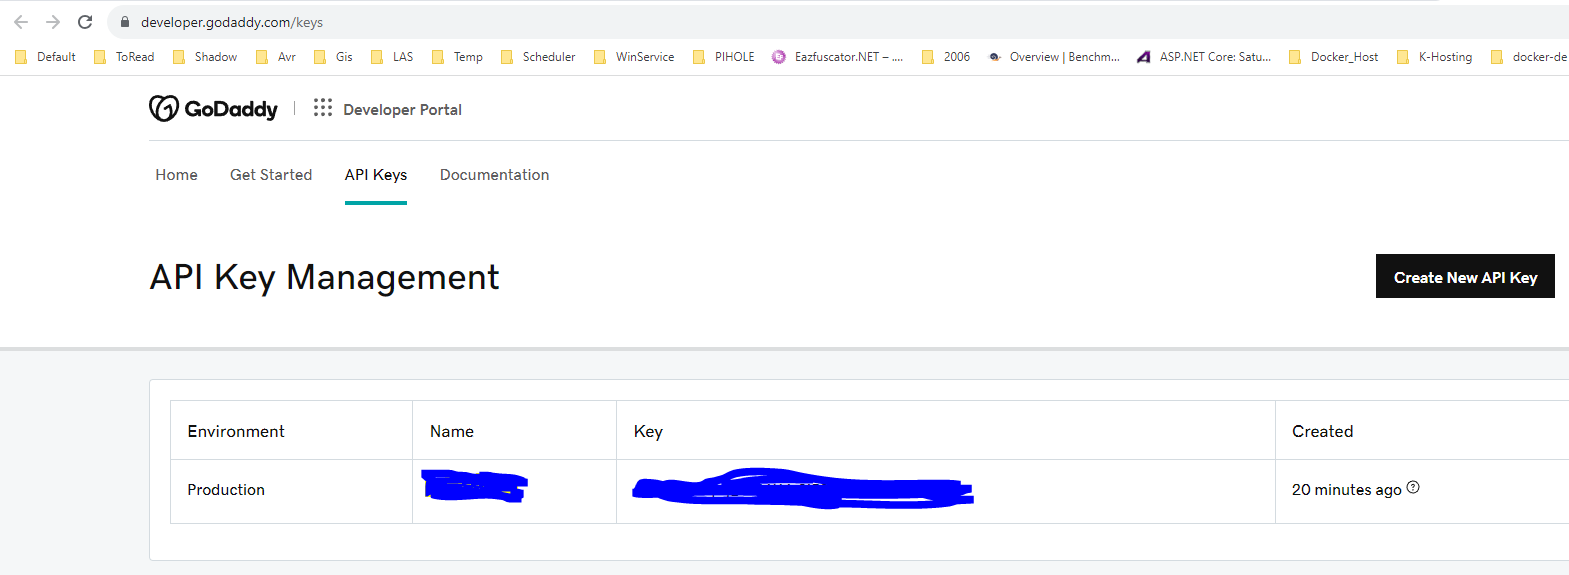 developer.godaddy.com/keys
Default ToRead Shadow Avr Gis LAS Temp Scheduler WinService PIHOLE Eazfuscator.NET – .... 2006 Overview | Benchm... ASP.NET Core: Satu... Docker_Host K-Hosting docker-de
GoDaddy Developer Portal
Home Get Started API Keys Documentation
API Key Management Create New API Key
Environment Name Key Created
Production 20 minutes ago